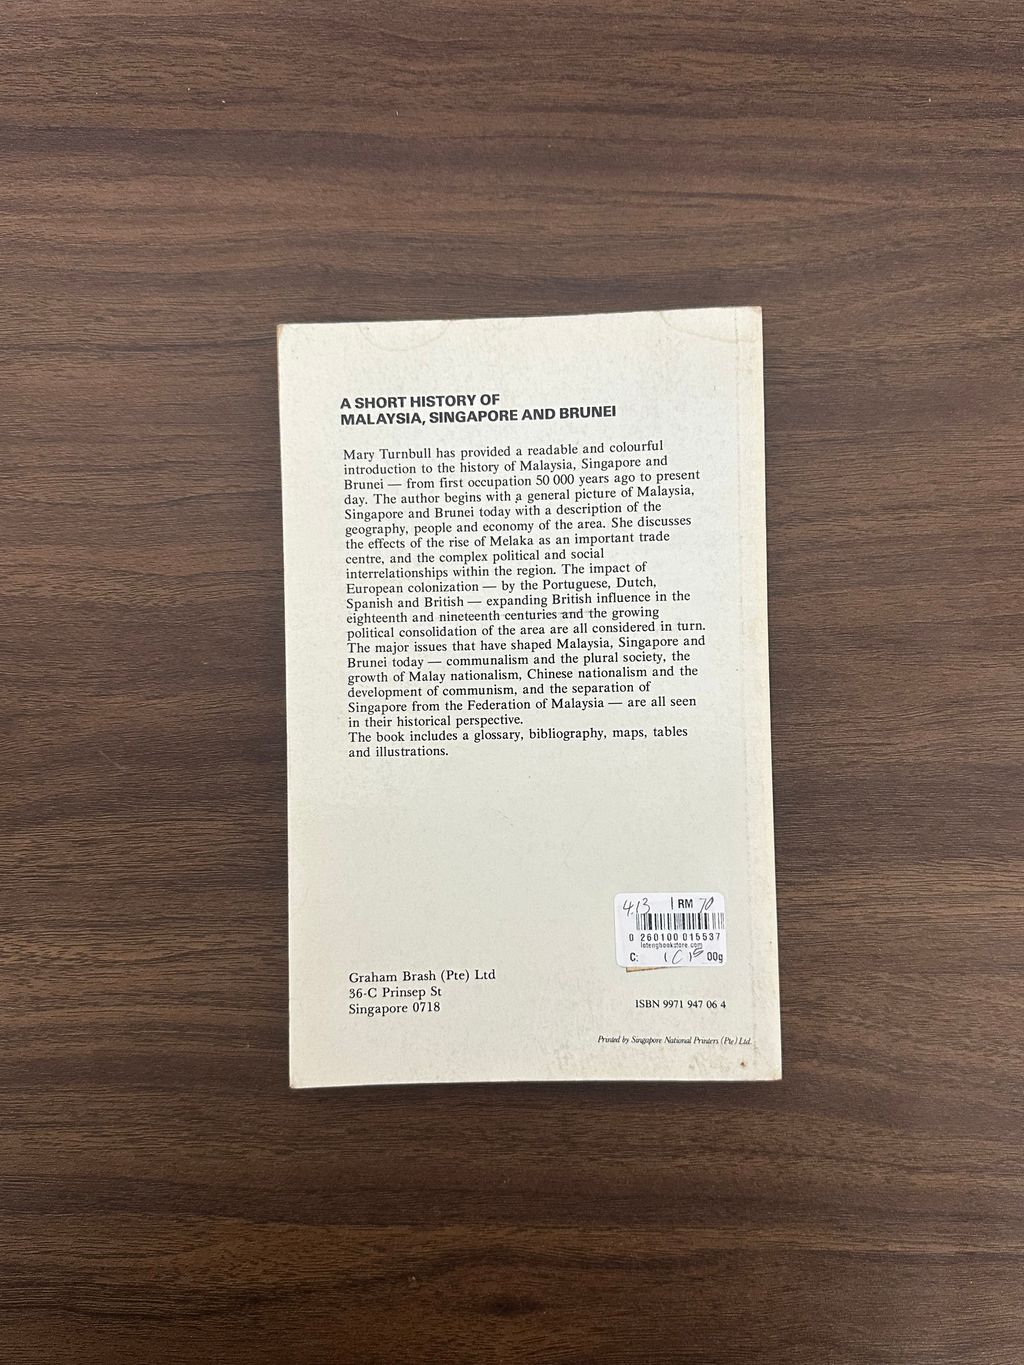 A SHORT HISTORY OF
MALAYSIA, SINGAPORE AND BRUNEI
Mary Turnbull has provided a readable and colourful
introduction to the history of Malaysia, Singapore and
Brunei — from first occupation 50 000 years ago to present
day. The author begins with a general picture of Malaysia,
Singapore and Brunei today with a description of the
geography, people and economy of the area. She discusses
the effects of the rise of Melaka as an important trade
centre, and the complex political and social
interrelationships within the region. The impact of
European colonization — by the Portuguese, Dutch,
Spanish and British — expanding British influence in the
eighteenth and nineteenth centuries and the growing
political consolidation of the area are all considered in turn.
The major issues that have shaped Malaysia, Singapore and
Brunei today — communalism and the plural society, the
growth of Malay nationalism, Chinese nationalism and the
development of communism, and the separation of
Singapore from the Federation of Malaysia — are all seen
in their historical perspective.
The book includes a glossary, bibliography, maps, tables
and illustrations.
413 RM 70
0 260100 015537
lotengbookstore.com
C: 00g
Graham Brash (Pte) Ltd
36-C Prinsep St
Singapore 0718
ISBN 9971 947 06 4
Printed by Singapore National Printers (Pte) Ltd.